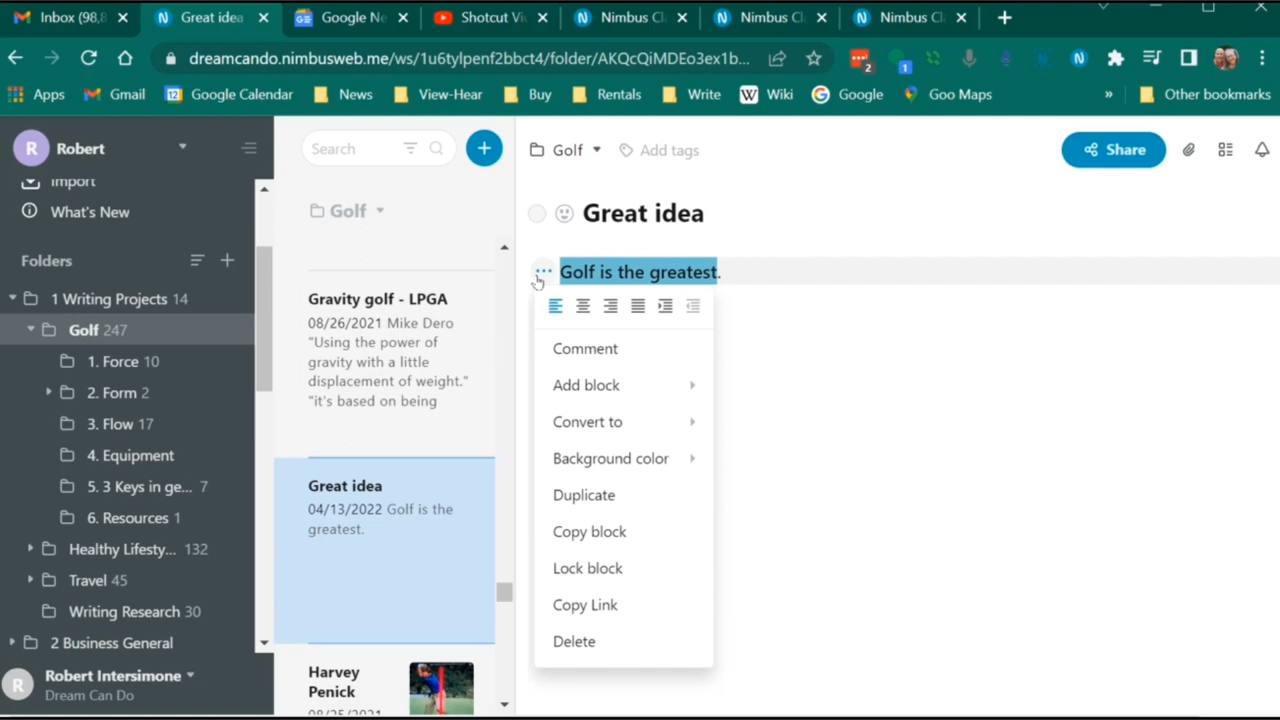 Inbox (98,8
Great idea
Google Ne
Shotcut Vi
Nimbus Cl
Nimbus Cl
Nimbus Cl
dreamcando.nimbusweb.me/ws/1u6tylpenf2bbct4/folder/AKQcQiMDEo3ex1b...
2
1
Apps
Gmail
12
Google Calendar
News
View-Hear
Buy
Rentals
Write
W
Wiki
Google
Goo Maps
»
Other bookmarks
R
Robert
Import
What's New
Folders
1 Writing Projects 14
Golf 247
1. Force 10
2. Form 2
3. Flow 17
4. Equipment
5. 3 Keys in ge... 7
6. Resources 1
Healthy Lifesty... 132
Travel 45
Writing Research 30
2 Business General
R
Robert Intersimone
Dream Can Do
Search
Golf
Gravity golf - LPGA
08/26/2021 Mike Dero
"Using the power of
gravity with a little
displacement of weight."
"it's based on being
Great idea
04/13/2022 Golf is the
greatest.
Harvey
Penick
08/25/2021
Golf
Add tags
Share
Great idea
Golf is the greatest.
Comment
Add block
Convert to
Background color
Duplicate
Copy block
Lock block
Copy Link
Delete